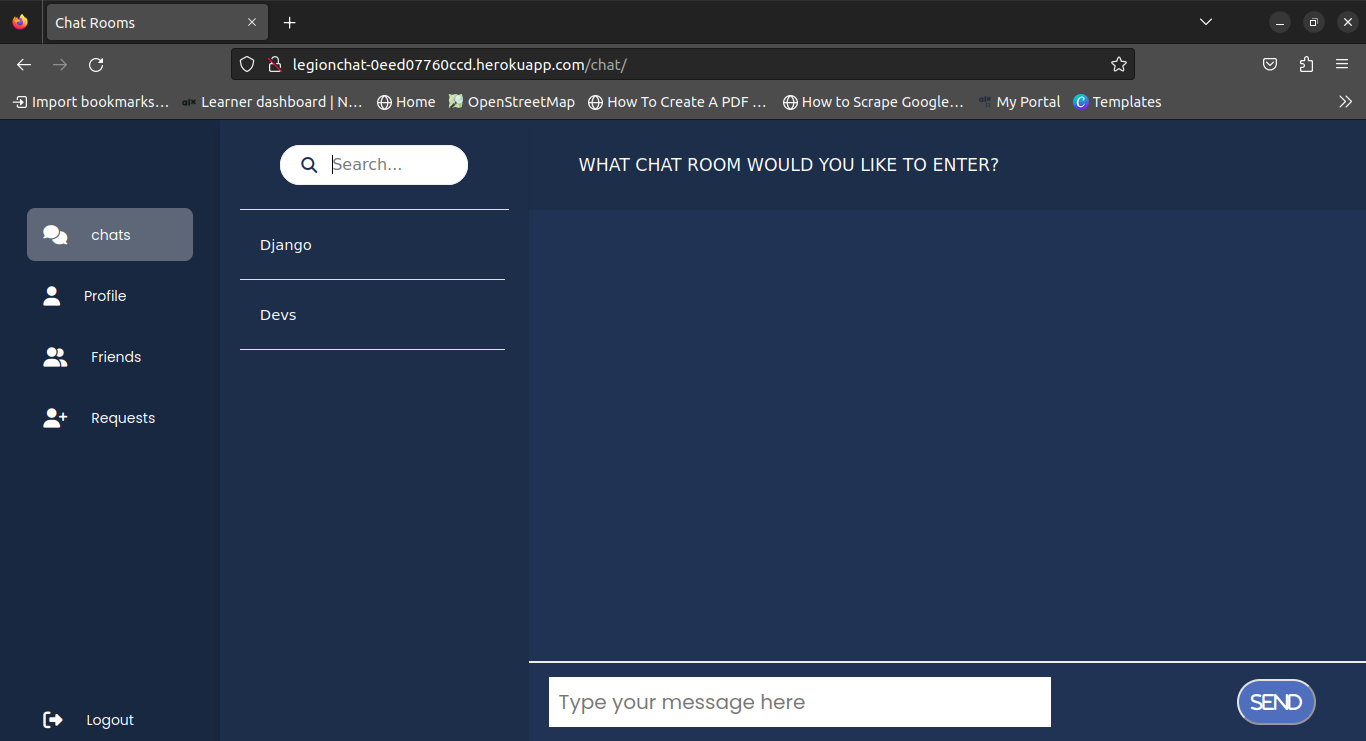 Chat Rooms
legionchat-0eed07760ccd.herokuapp.com/chat/
Import bookmarks... Learner dashboard | N... Home OpenStreetMap How To Create A PDF ... How to Scrape Google... My Portal Templates
Search...
WHAT CHAT ROOM WOULD YOU LIKE TO ENTER?
chats
Django
Profile
Devs
Friends
Requests
Type your message here
SEND
Logout